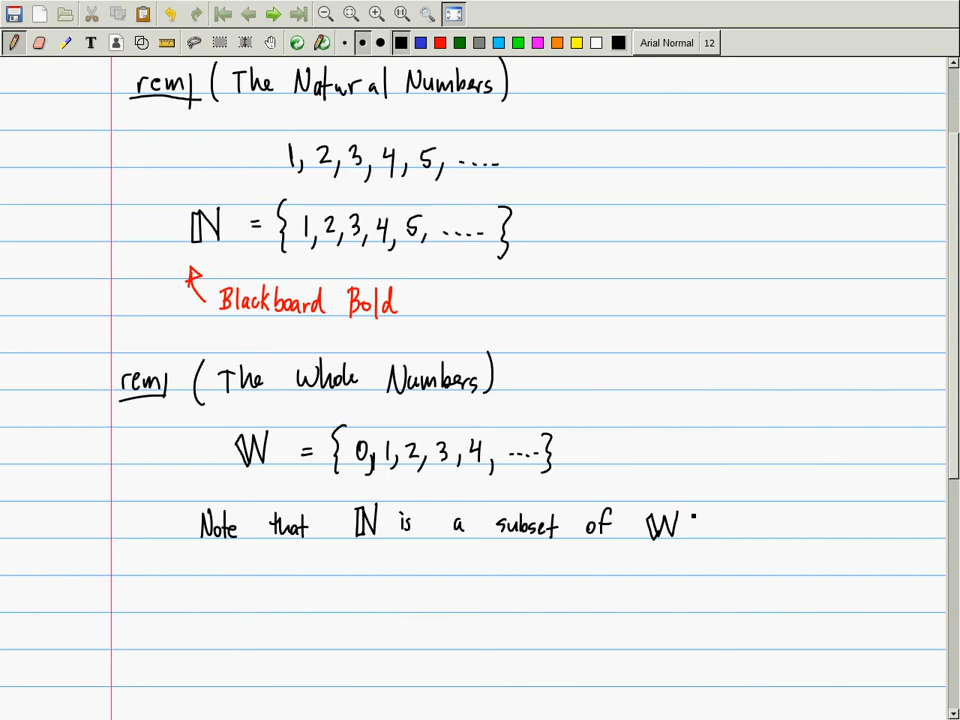 Arial Normal 12
rem| (The Natural Numbers)
1, 2, 3, 4, 5, .....
ℕ = { 1, 2, 3, 4, 5, ..... }
Blackboard Bold
rem| (The Whole Numbers)
𝕎 = { 0, 1, 2, 3, 4, ..... }
Note that ℕ is a subset of 𝕎.